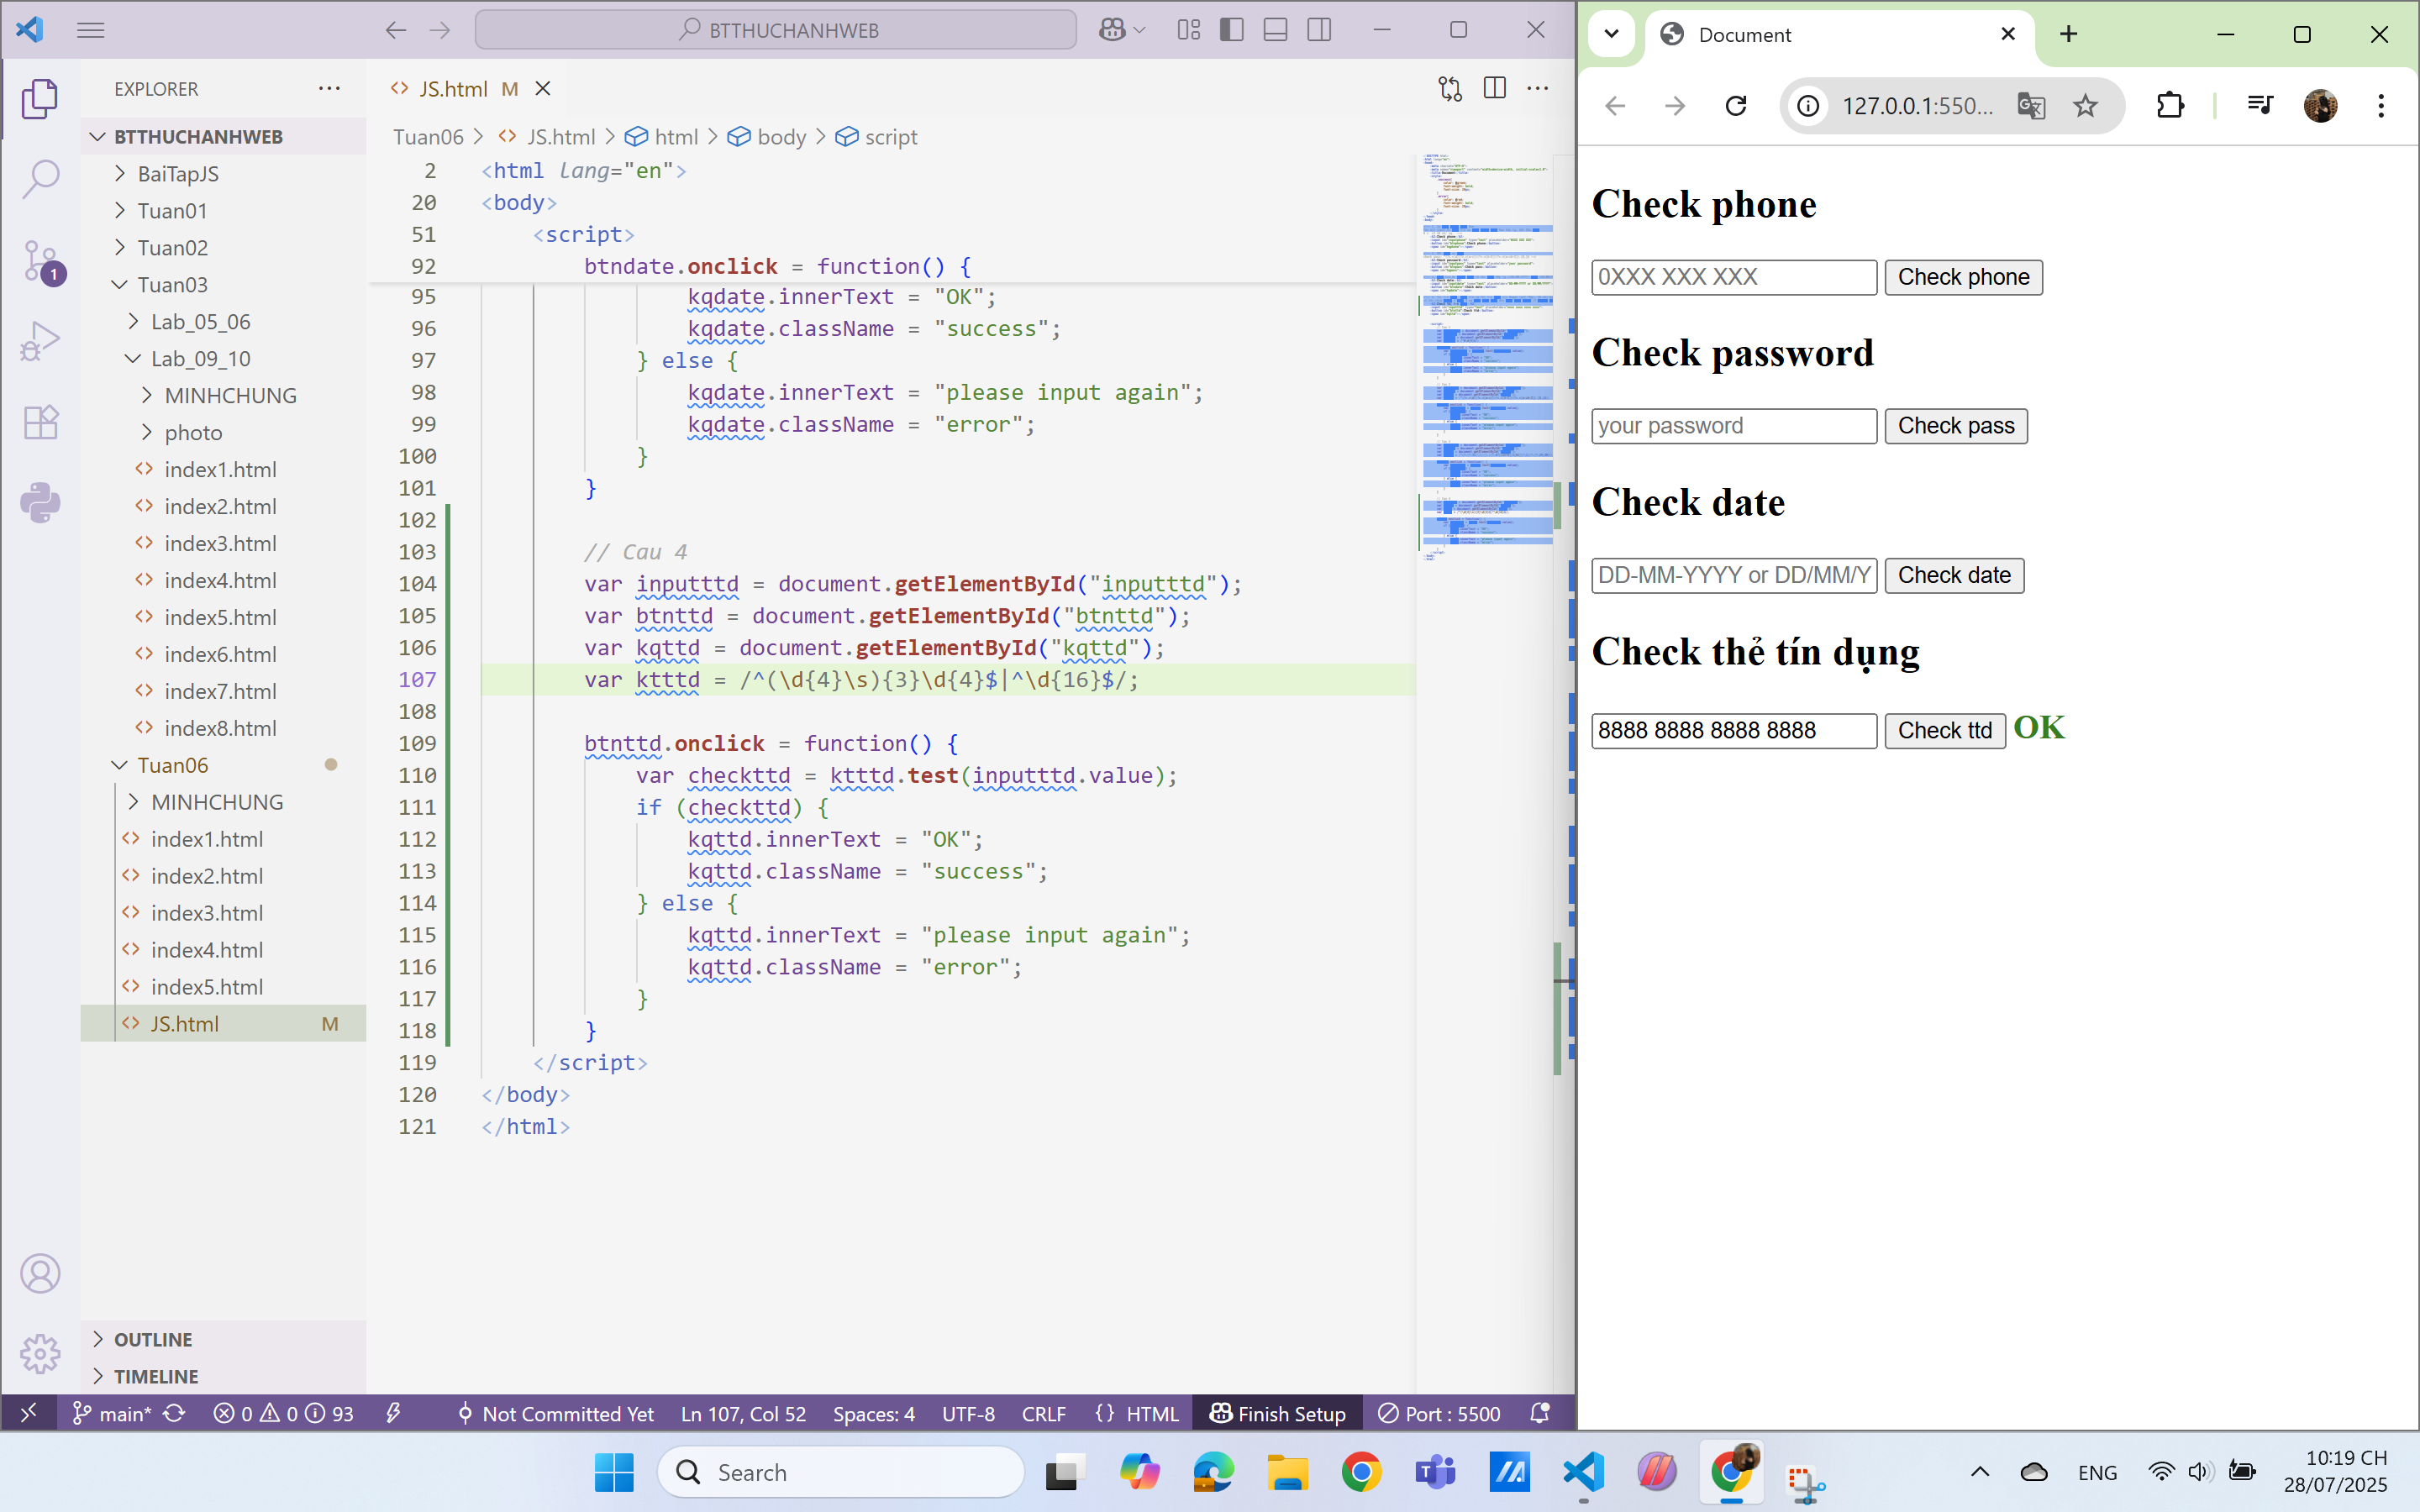 BTTHUCHANHWEB
EXPLORER
BTTHUCHANHWEB
BaiTapJS
Tuan01
Tuan02
Tuan03
Lab_05_06
Lab_09_10
MINHCHUNG
photo
index1.html
index2.html
index3.html
index4.html
index5.html
index6.html
index7.html
index8.html
Tuan06
MINHCHUNG
index1.html
index2.html
index3.html
index4.html
index5.html
JS.html M
OUTLINE
TIMELINE
1
JS.html M
Tuan06 > JS.html > html > body > script
2 <html lang="en">
20 <body>
51 <script>
92 btndate.onclick = function() {
95 kqdate.innerText = "OK";
96 kqdate.className = "success";
97 } else {
98 kqdate.innerText = "please input again";
99 kqdate.className = "error";
100 }
101 }
102
103 // Cau 4
104 var inputttd = document.getElementById("inputttd");
105 var btnttd = document.getElementById("btnttd");
106 var kqttd = document.getElementById("kqttd");
107 var ktttd = /^(\d{4}\s){3}\d{4}$|^\d{16}$/;
108
109 btnttd.onclick = function() {
110 var checkttd = ktttd.test(inputttd.value);
111 if (checkttd) {
112 kqttd.innerText = "OK";
113 kqttd.className = "success";
114 } else {
115 kqttd.innerText = "please input again";
116 kqttd.className = "error";
117 }
118 }
119 </script>
120 </body>
121 </html>
main* 0 0 93 Not Committed Yet Ln 107, Col 52 Spaces: 4 UTF-8 CRLF {} HTML Finish Setup Port : 5500
Document
127.0.0.1:550...
Check phone
0XXX XXX XXX Check phone
Check password
your password Check pass
Check date
DD-MM-YYYY or DD/MM/Y Check date
Check thẻ tín dụng
8888 8888 8888 8888 Check ttd OK
Search
ENG
10:19 CH
28/07/2025